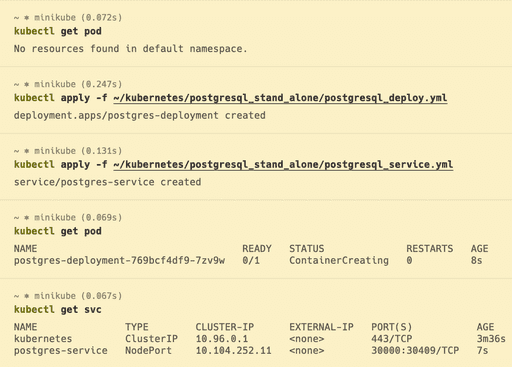 ~ ✱ minikube (0.072s)
kubectl get pod
No resources found in default namespace.
~ ✱ minikube (0.247s)
kubectl apply -f ~/kubernetes/postgresql_stand_alone/postgresql_deploy.yml
deployment.apps/postgres-deployment created
~ ✱ minikube (0.131s)
kubectl apply -f ~/kubernetes/postgresql_stand_alone/postgresql_service.yml
service/postgres-service created
~ ✱ minikube (0.069s)
kubectl get pod
NAME READY STATUS RESTARTS AGE
postgres-deployment-769bcf4df9-7zv9w 0/1 ContainerCreating 0 8s
~ ✱ minikube (0.067s)
kubectl get svc
NAME TYPE CLUSTER-IP EXTERNAL-IP PORT(S) AGE
kubernetes ClusterIP 10.96.0.1 <none> 443/TCP 3m36s
postgres-service NodePort 10.104.252.11 <none> 30000:30409/TCP 7s